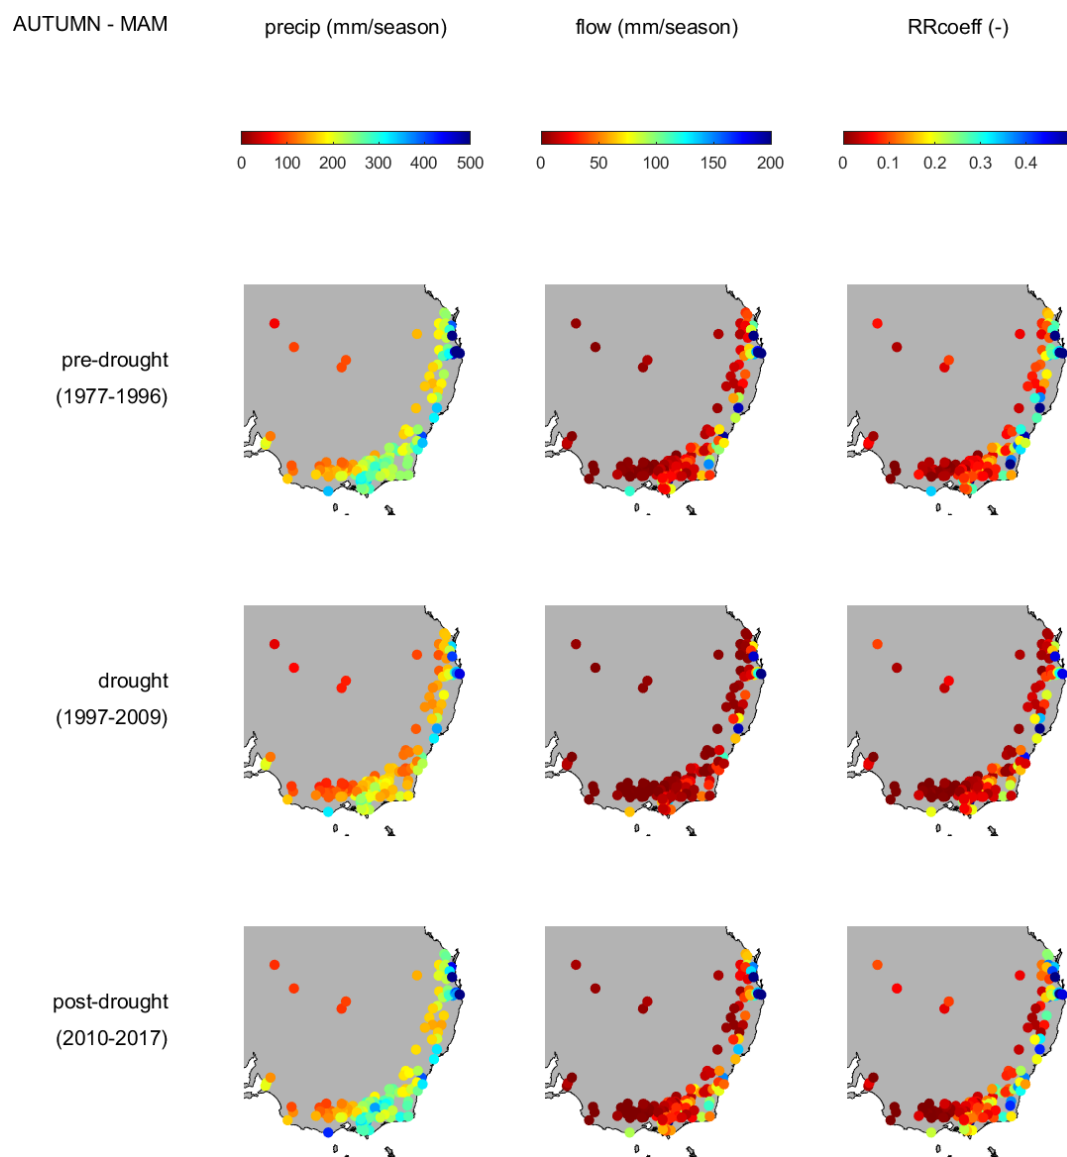 AUTUMN - MAM precip (mm/season) flow (mm/season) RRcoeff (-)
0 100 200 300 400 500 0 50 100 150 200 0 0.1 0.2 0.3 0.4
pre-drought
(1977-1996)
drought
(1997-2009)
post-drought
(2010-2017)